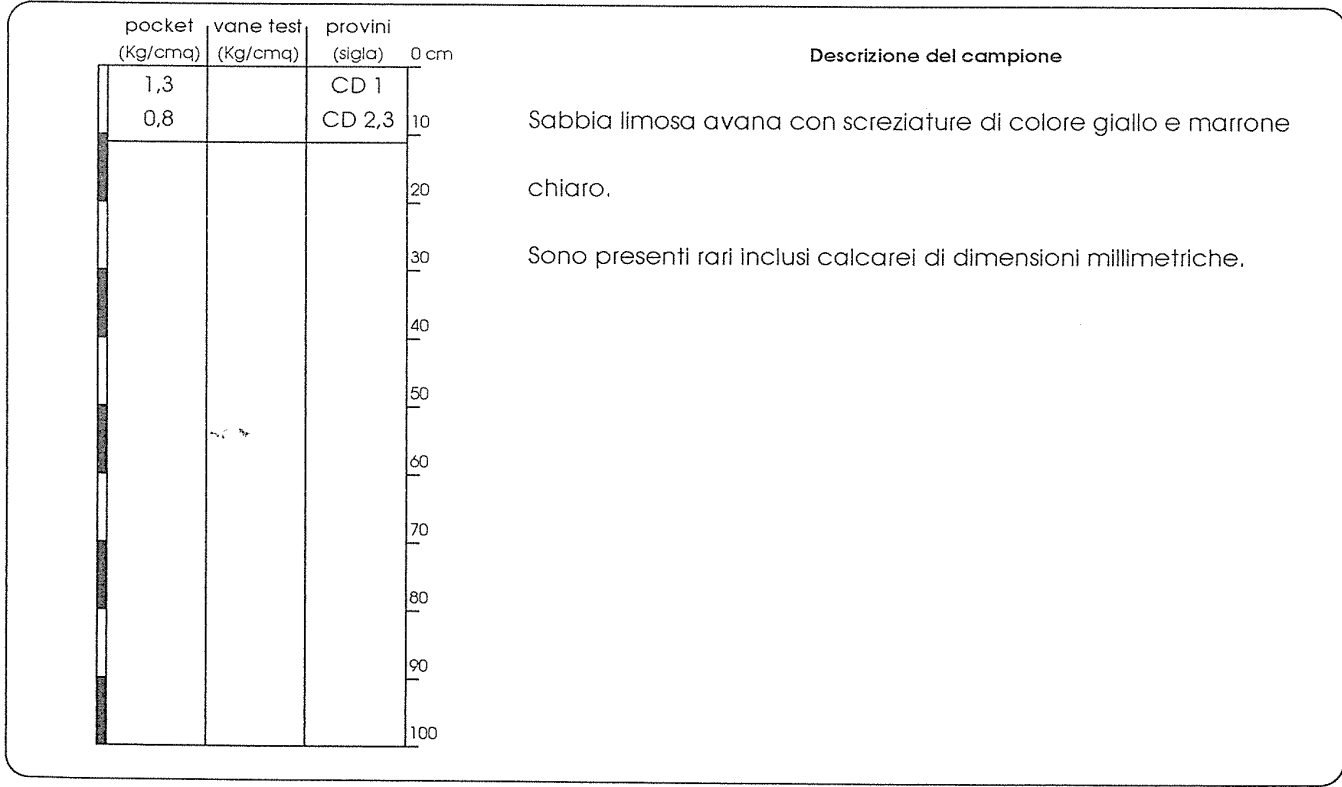 pocket vane test provini
(Kg/cmq) (Kg/cmq) (sigla) 0 cm
Descrizione del campione
1,3 CD 1
0,8 CD 2,3 10
Sabbia limosa avana con screziature di colore giallo e marrone
chiaro.
Sono presenti rari inclusi calcarei di dimensioni millimetriche.
20
30
40
50
60
70
80
90
100